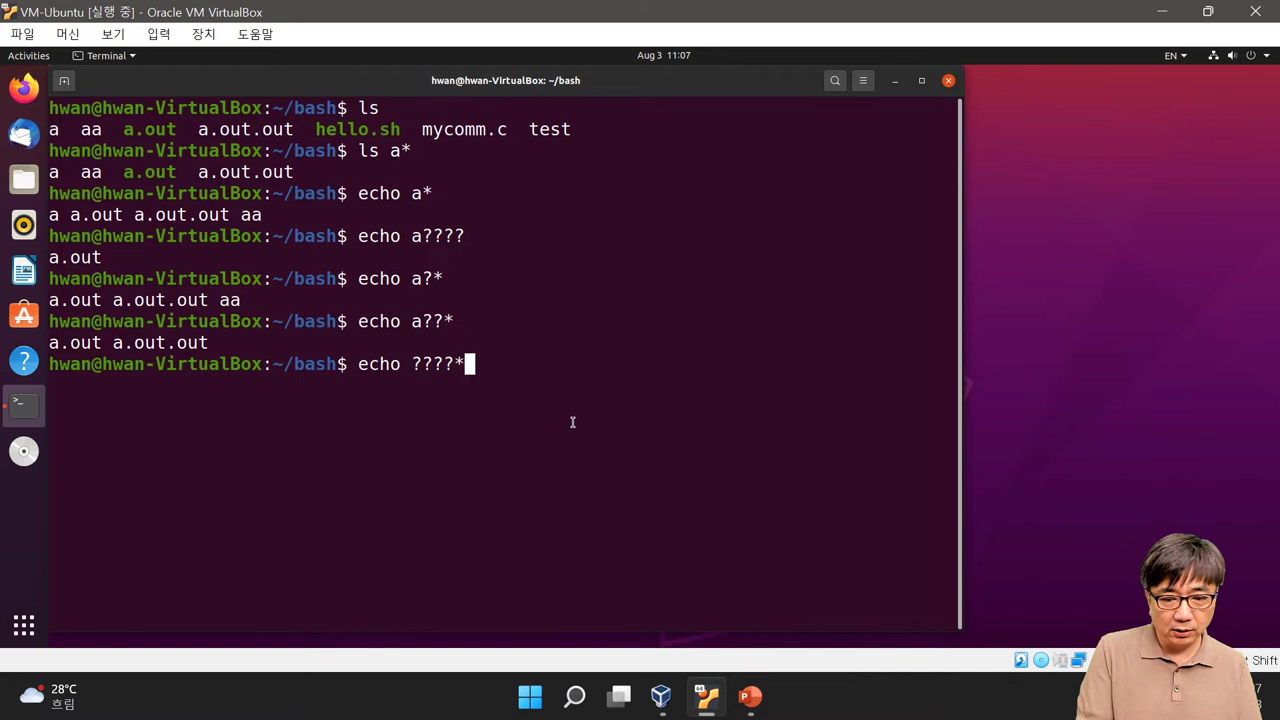 VM-Ubuntu [실행 중] - Oracle VM VirtualBox
파일 머신 보기 입력 장치 도움말
Activities Terminal Aug 3 11:07 EN
hwan@hwan-VirtualBox: ~/bash
hwan@hwan-VirtualBox:~/bash$ ls
a aa a.out a.out.out hello.sh mycomm.c test
hwan@hwan-VirtualBox:~/bash$ ls a*
a aa a.out a.out.out
hwan@hwan-VirtualBox:~/bash$ echo a*
a a.out a.out.out aa
hwan@hwan-VirtualBox:~/bash$ echo a????
a.out
hwan@hwan-VirtualBox:~/bash$ echo a?*
a.out a.out.out aa
hwan@hwan-VirtualBox:~/bash$ echo a??*
a.out a.out.out
hwan@hwan-VirtualBox:~/bash$ echo ????*
Shift
28°C
흐림